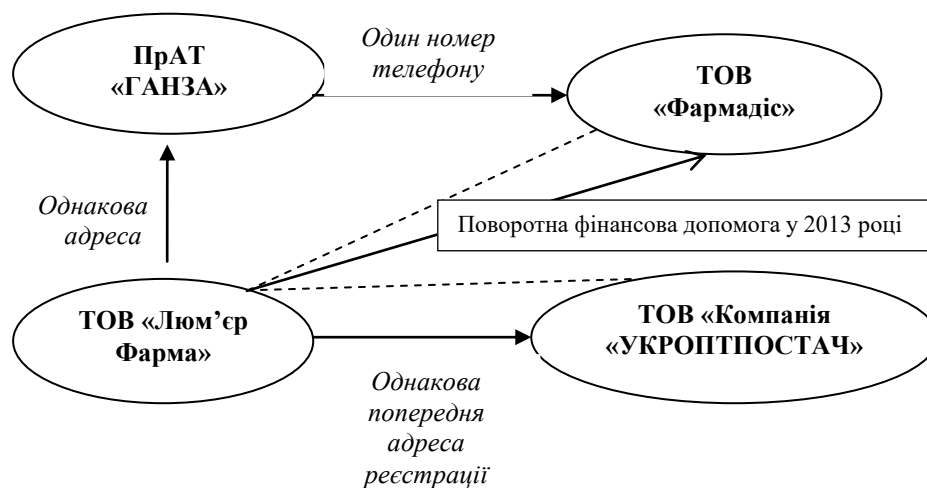 ПрАТ
«ГАНЗА»
Один номер
телефону
ТОВ
«Фармадіс»
Однакова
адреса
Поворотна фінансова допомога у 2013 році
ТОВ «Люм’єр
Фарма»
ТОВ «Компанія
«УКРОПТПОСТАЧ»
Однакова
попередня
адреса
реєстрації